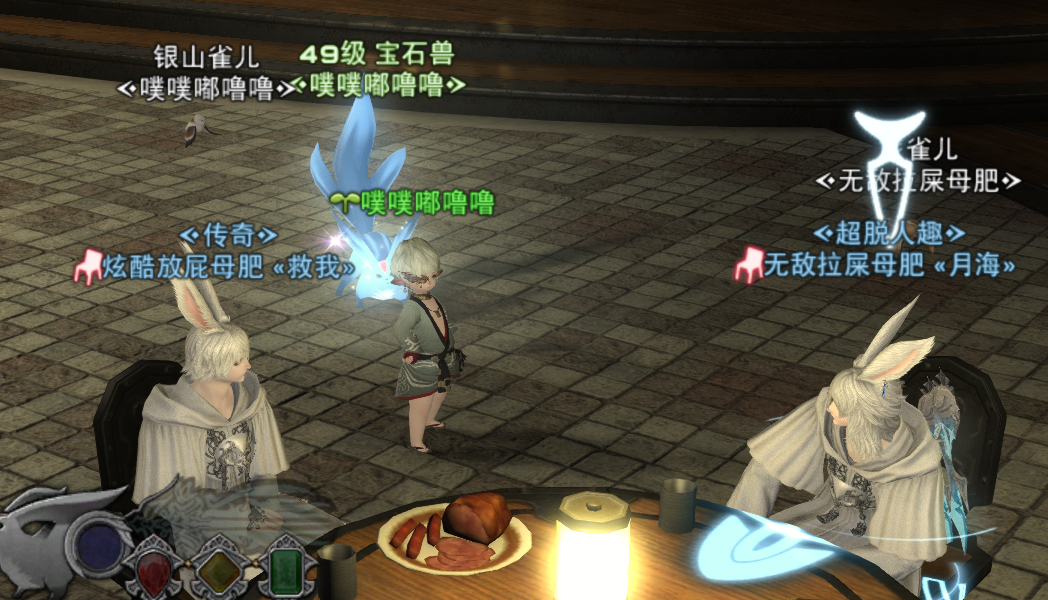 银山雀儿
«噗噗嘟噜噜»
49级 宝石兽
«噗噗嘟噜噜»
雀儿
«无敌拉屎母肥»
噗噗嘟噜噜
«传奇»
炫酷放屁母肥 «救我»
«超脱人趣»
无敌拉屎母肥 «月海»